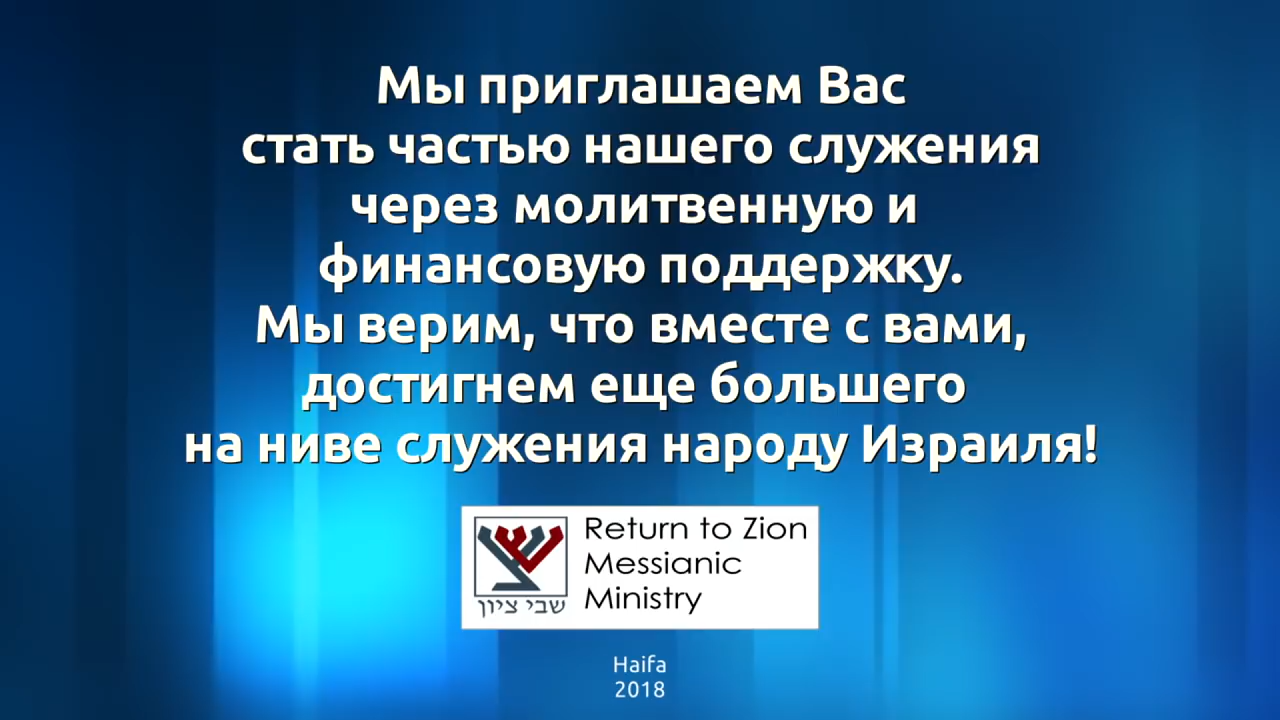 Мы приглашаем Вас
стать частью нашего служения
через молитвенную и
финансовую поддержку.
Мы верим, что вместе с вами,
достигнем еще большего
на ниве служения народу Израиля!
Return to Zion
Messianic
Ministry
שבי ציון
Haifa
2018